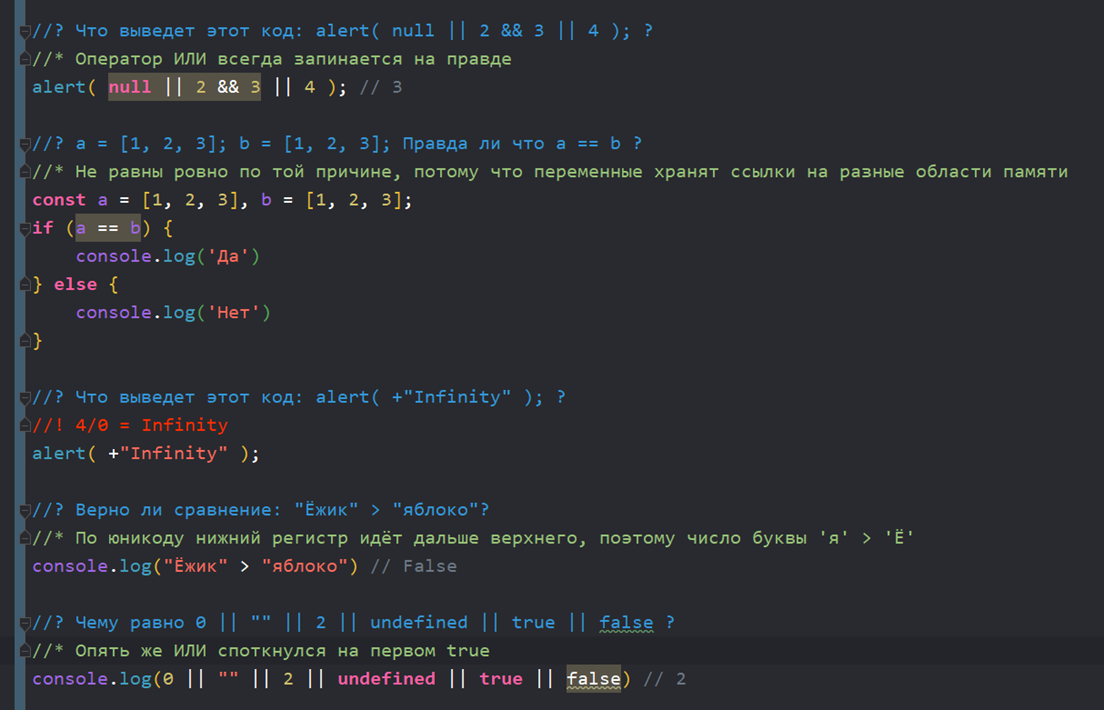 //? Что выведет этот код: alert( null || 2 && 3 || 4 ); ?
//* Оператор ИЛИ всегда запинается на правде
alert( null || 2 && 3 || 4 ); // 3
//? a = [1, 2, 3]; b = [1, 2, 3]; Правда ли что a == b ?
//* Не равны ровно по той причине, потому что переменные хранят ссылки на разные области памяти
const a = [1, 2, 3], b = [1, 2, 3];
if (a == b) {
    console.log('Да')
} else {
    console.log('Нет')
}
//? Что выведет этот код: alert( +"Infinity" ); ?
//! 4/0 = Infinity
alert( +"Infinity" );
//? Верно ли сравнение: "Ёжик" > "яблоко"?
//* По юникоду нижний регистр идёт дальше верхнего, поэтому число буквы 'я' > 'Ё'
console.log("Ёжик" > "яблоко") // False
//? Чему равно 0 || "" || 2 || undefined || true || false ?
//* Опять же ИЛИ споткнулся на первом true
console.log(0 || "" || 2 || undefined || true || false) // 2